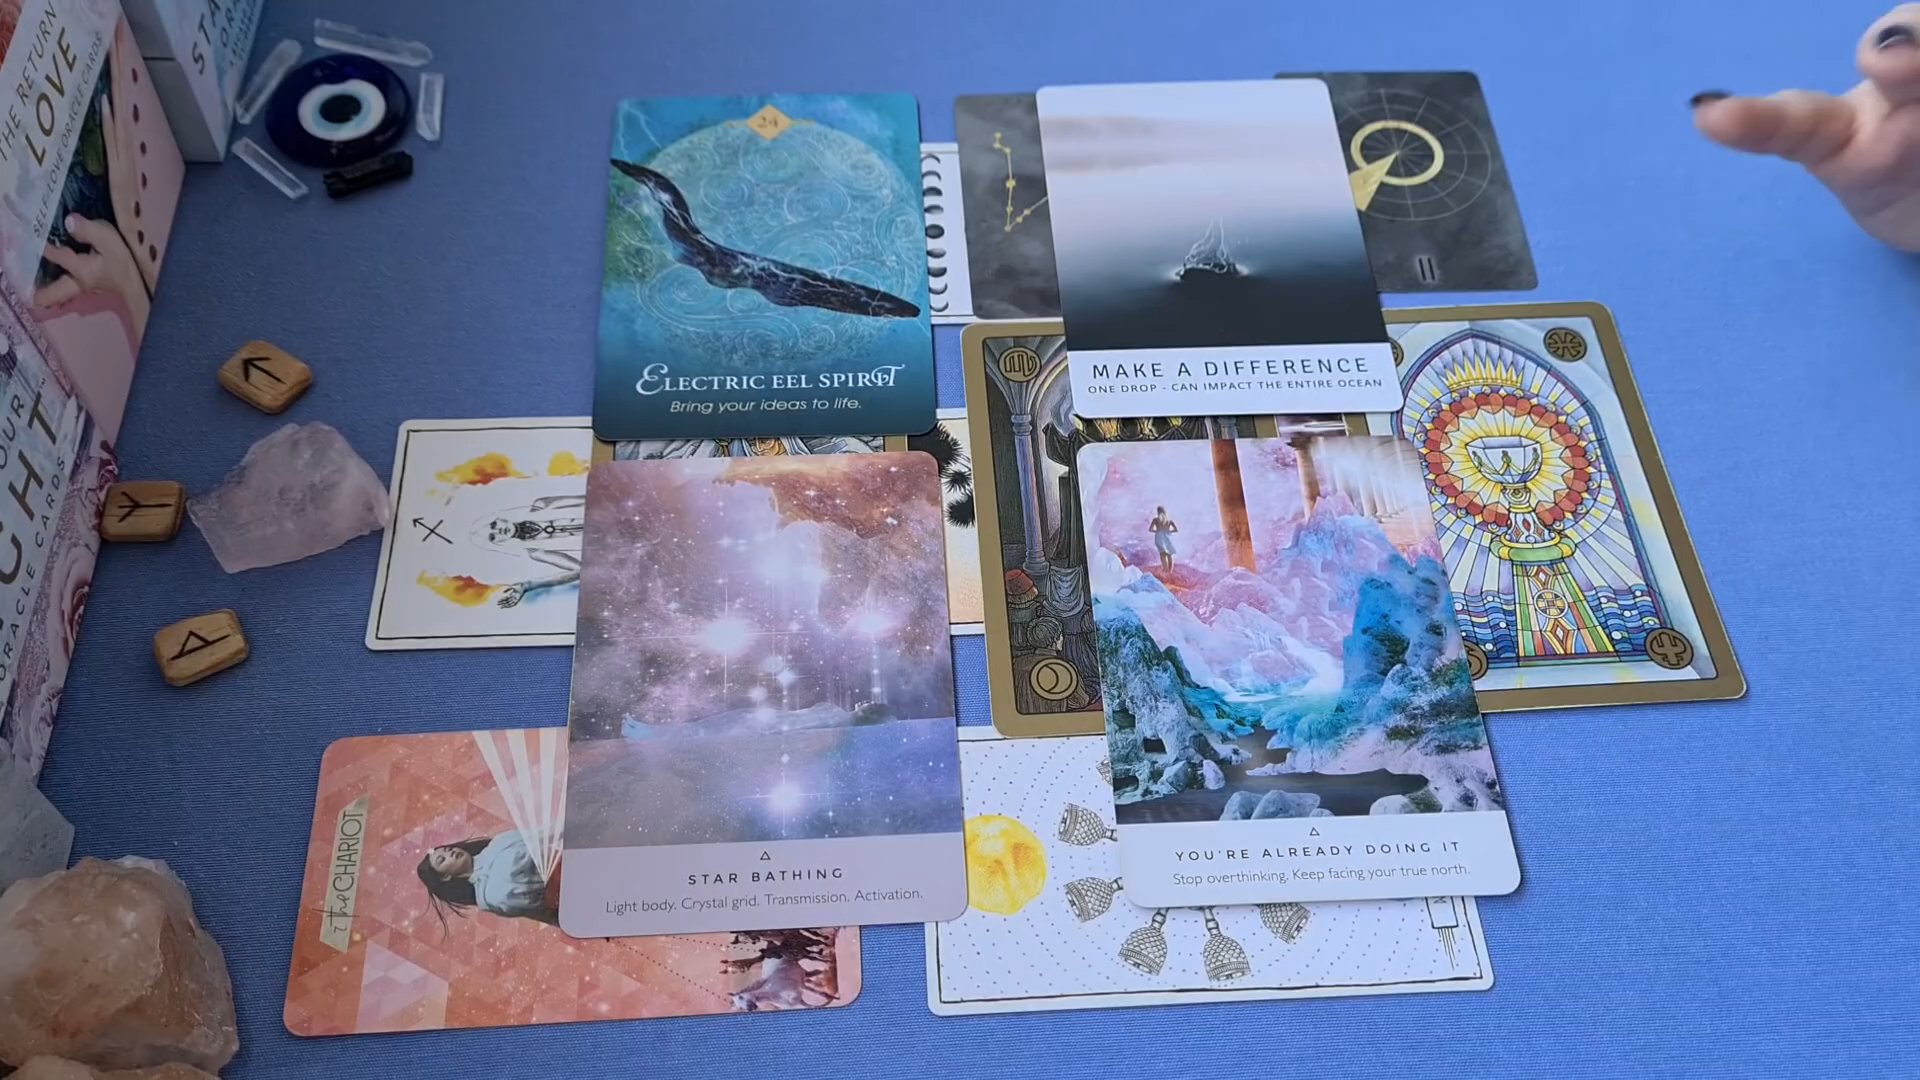 THE RETURN
LOVE
SELF-LOVE ORACLE CARDS
STA
ORACLE CARDS
24
ELECTRIC EEL SPIRIT
Bring your ideas to life.
MAKE A DIFFERENCE
ONE DROP - CAN IMPACT THE ENTIRE OCEAN
II
the CHARIOT
STAR BATHING
Light body. Crystal grid. Transmission. Activation.
YOU'RE ALREADY DOING IT
Stop overthinking. Keep facing your true north.